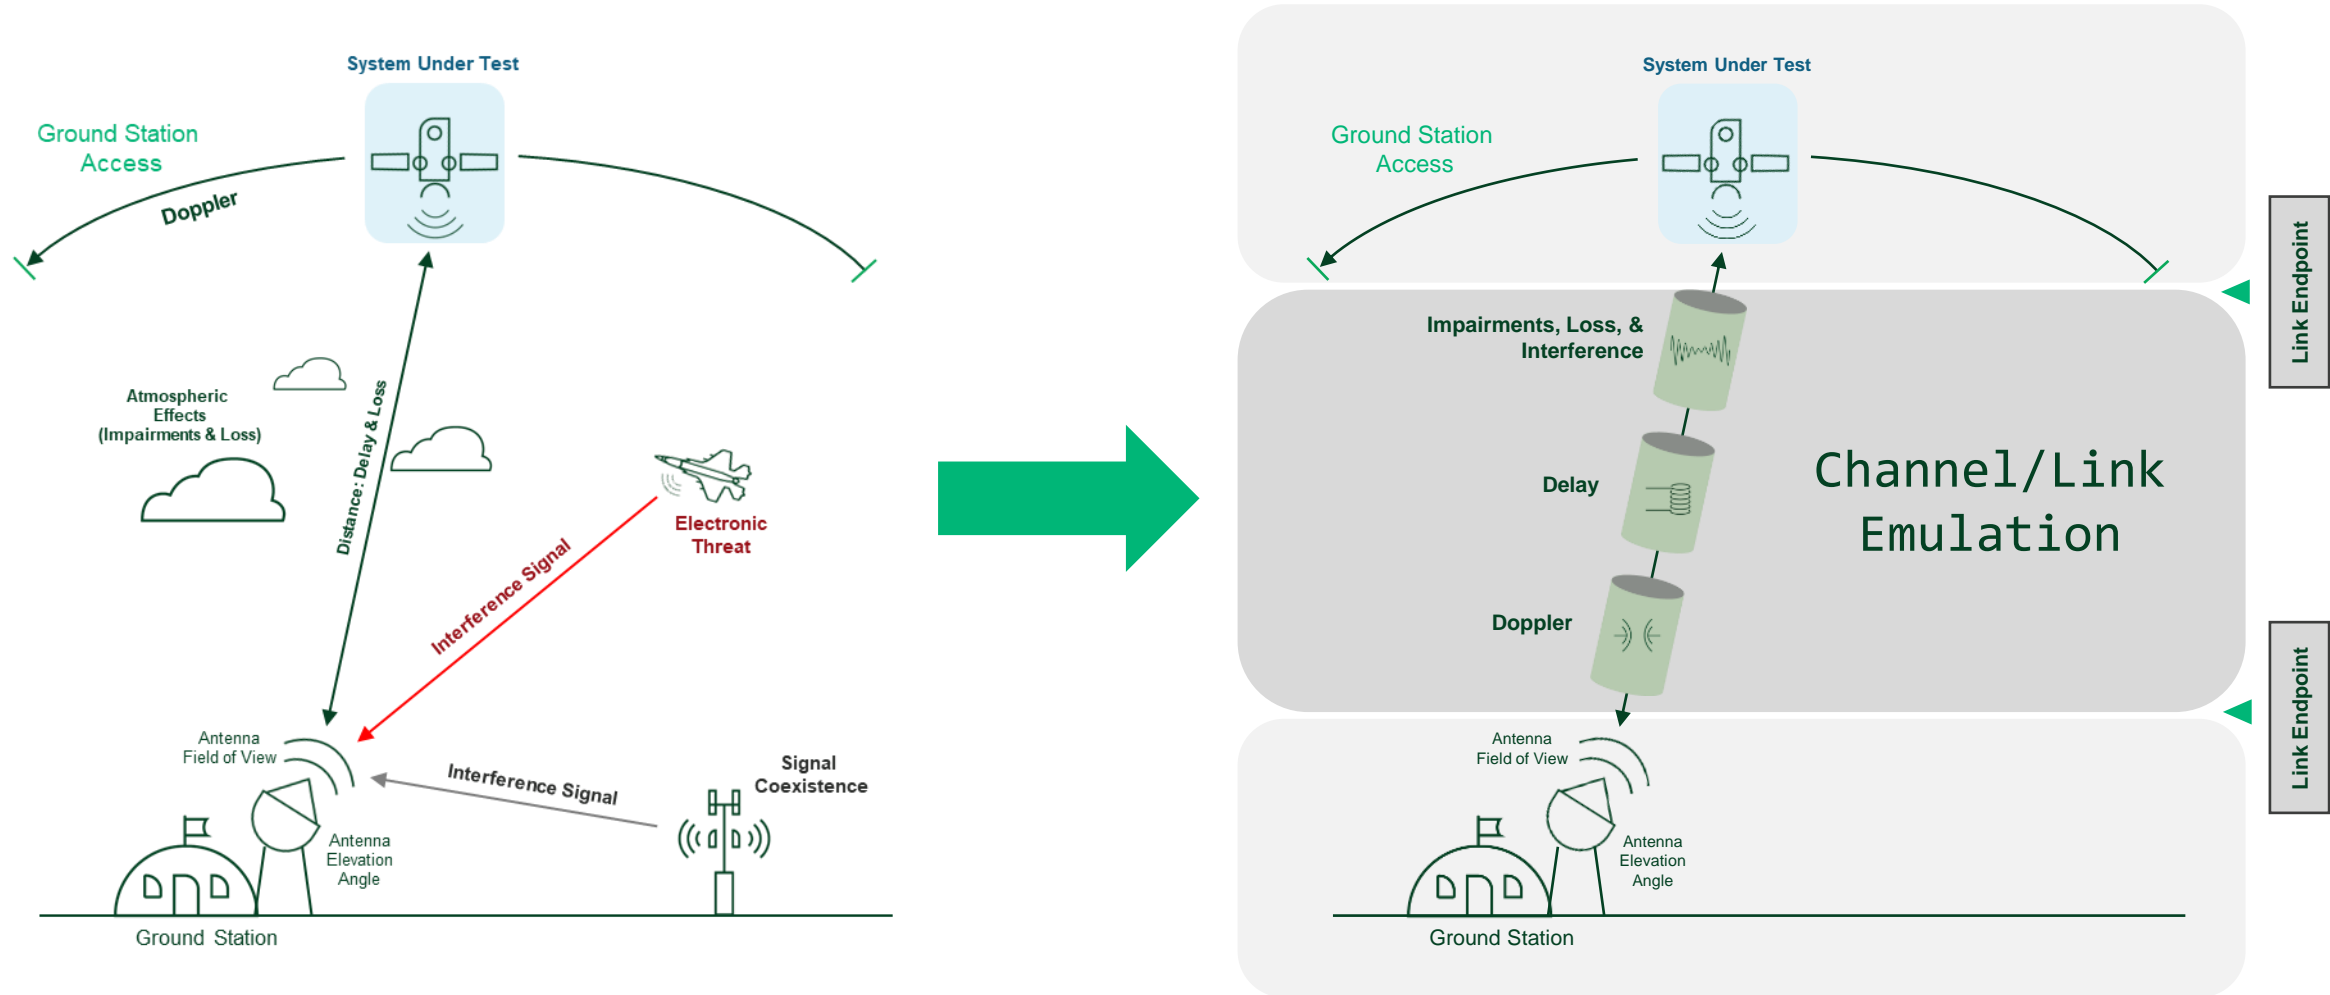 System Under Test
Ground Station
Access
Doppler
Atmospheric
Effects
(Impairments & Loss)
Distance: Delay & Loss
Electronic
Threat
Interference Signal
Antenna
Field of View
Interference Signal
Signal
Coexistence
Antenna
Elevation
Angle
Ground Station
System Under Test
Ground Station
Access
Link Endpoint
Impairments, Loss, &
Interference
Delay
Channel/Link
Emulation
Doppler
Link Endpoint
Antenna
Field of View
Antenna
Elevation
Angle
Ground Station